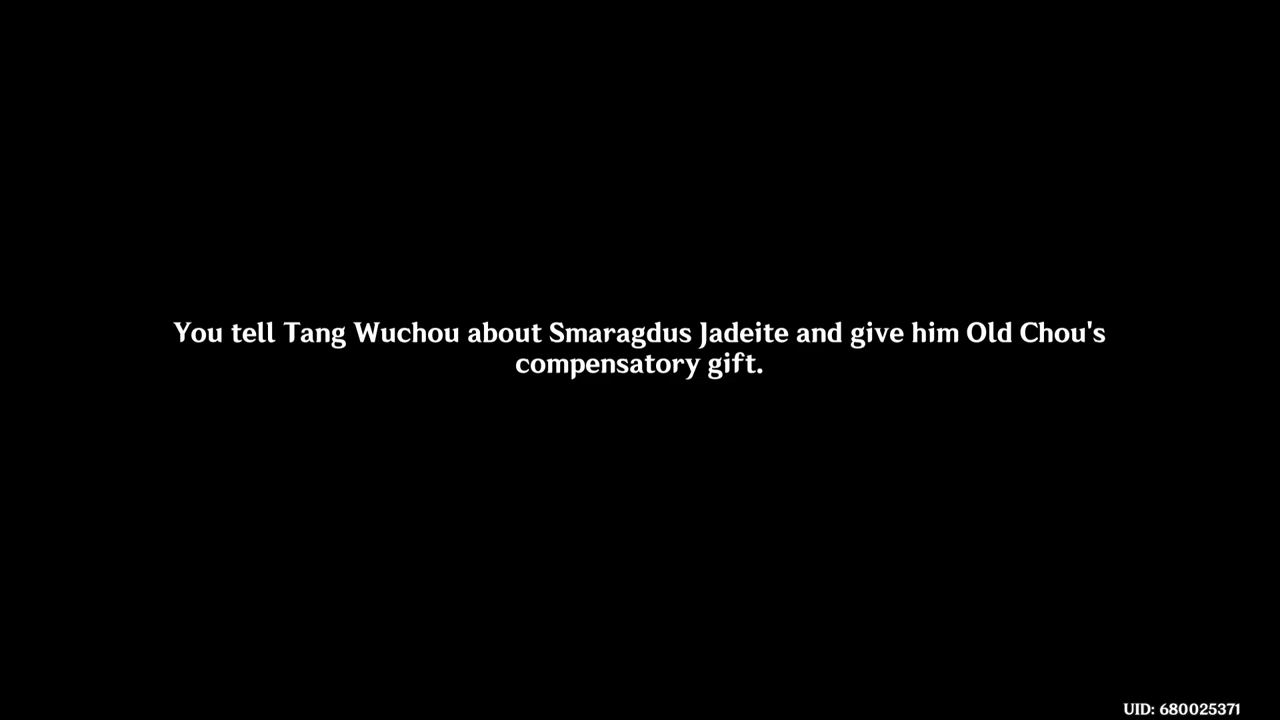 You tell Tang Wuchou about Smaragdus Jadeite and give him Old Chou's
compensatory gift.
UID: 680025371